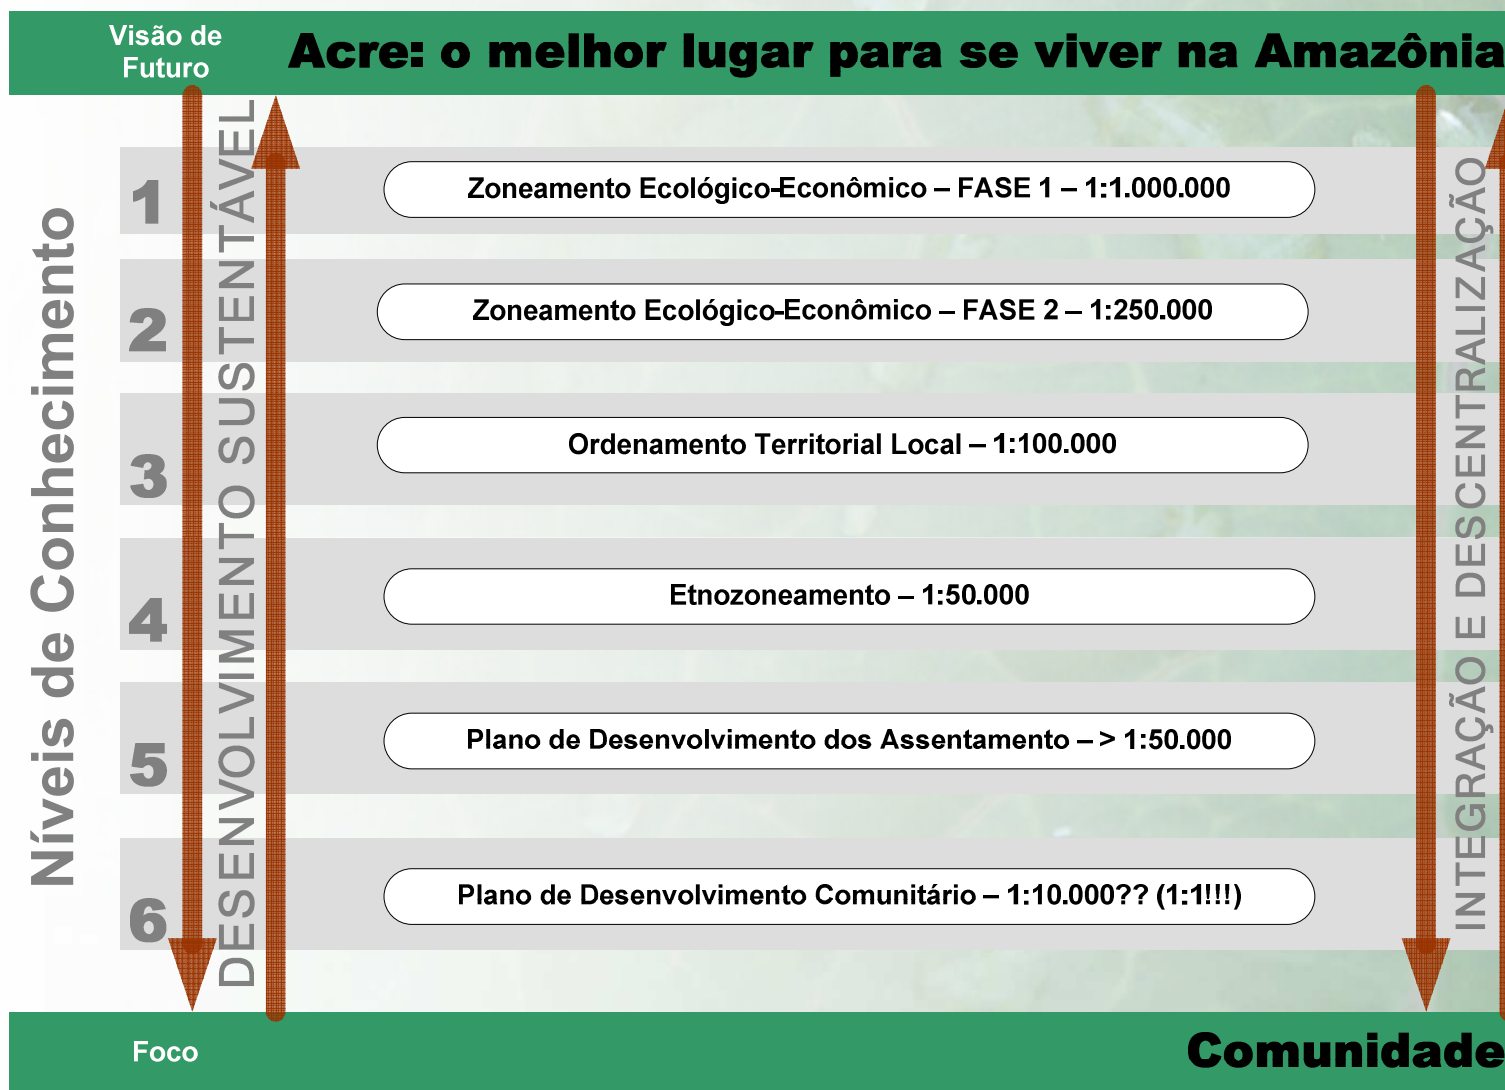 Visão de
Futuro
Acre: o melhor lugar para se viver na Amazônia
Níveis de Conhecimento
DESENVOLVIMENTO SUSTENTÁVEL
1
Zoneamento Ecológico-Econômico – FASE 1 – 1:1.000.000
2
Zoneamento Ecológico-Econômico – FASE 2 – 1:250.000
3
Ordenamento Territorial Local – 1:100.000
4
Etnozoneamento – 1:50.000
5
Plano de Desenvolvimento dos Assentamento – > 1:50.000
6
Plano de Desenvolvimento Comunitário – 1:10.000?? (1:1!!!)
INTEGRAÇÃO E DESCENTRALIZAÇÃO
Foco
Comunidade